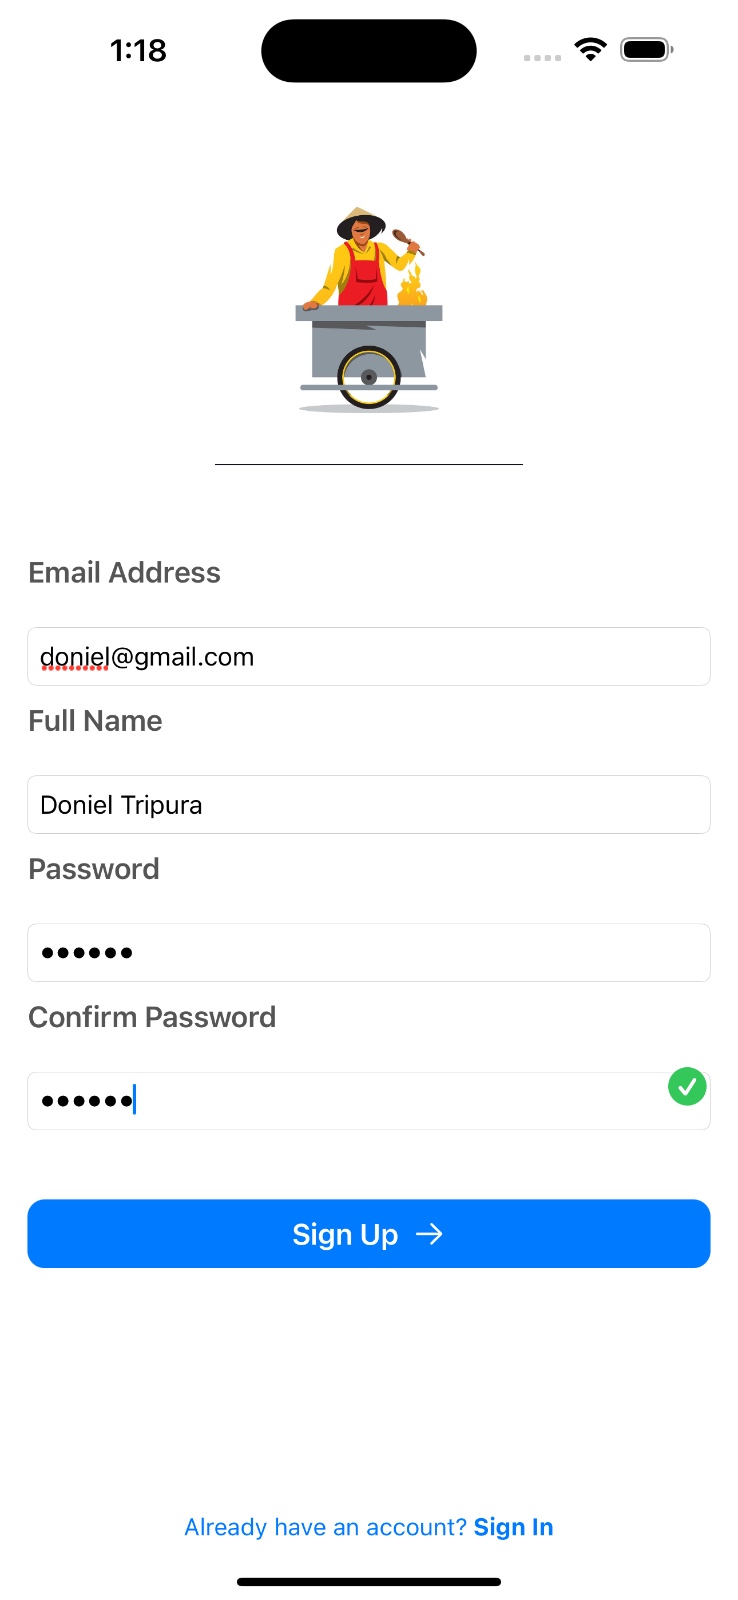 1:18
Email Address
doniel@gmail.com
Full Name
Doniel Tripura
Password
••••••
Confirm Password
••••••
Sign Up →
Already have an account? Sign In